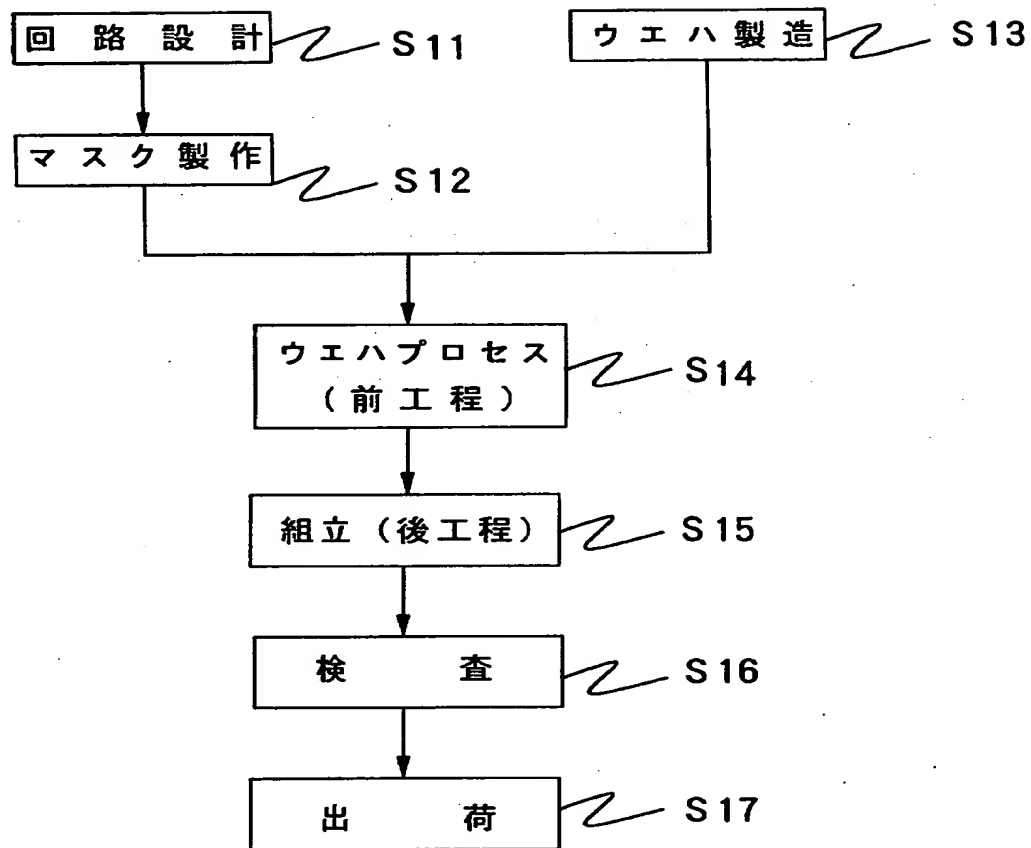 回路設計 S11
ウエハ製造 S13
マスク製作 S12
ウエハプロセス
(前工程) S14
組立(後工程) S15
検査 S16
出荷 S17